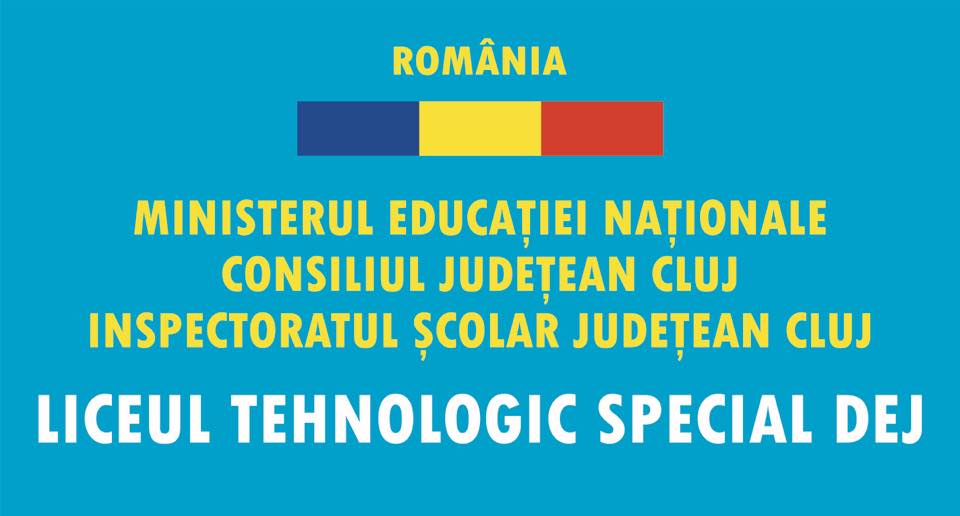 ROMÂNIA
MINISTERUL EDUCAȚIEI NAȚIONALE
CONSILIUL JUDEȚEAN CLUJ
INSPECTORATUL ȘCOLAR JUDEȚEAN CLUJ
LICEUL TEHNOLOGIC SPECIAL DEJ